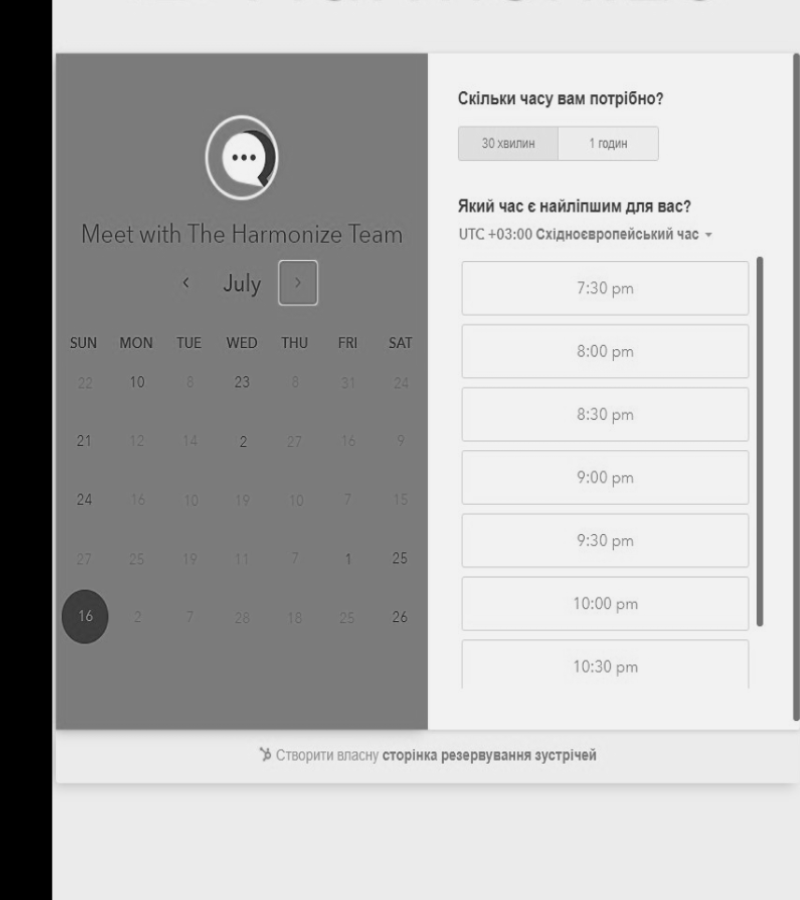 Meet with The Harmonize Team
‹ July ›
SUN MON TUE WED THU FRI SAT
22 10 8 23 8 31 24
21 12 14 2 27 16 9
24 16 10 19 10 7 15
27 25 19 11 7 1 25
16 2 7 28 18 25 26
Скільки часу вам потрібно?
30 хвилин 1 годин
Який час є найліпшим для вас?
UTC +03:00 Східноєвропейський час
7:30 pm
8:00 pm
8:30 pm
9:00 pm
9:30 pm
10:00 pm
10:30 pm
Створити власну сторінка резервування зустрічей